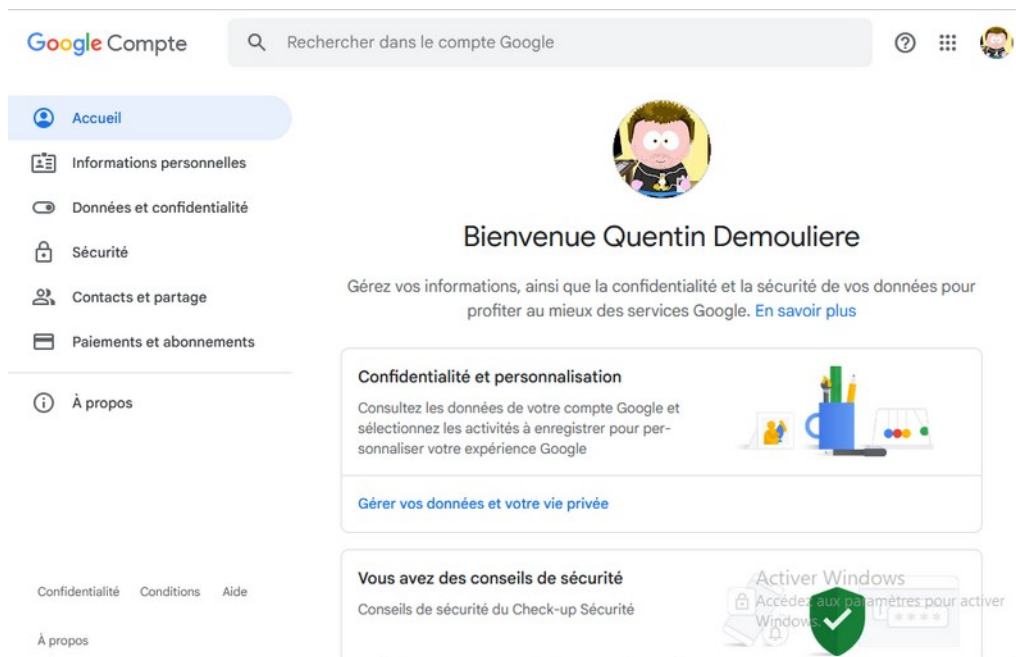 Google Compte
Rechercher dans le compte Google
Accueil
Informations personnelles
Données et confidentialité
Sécurité
Contacts et partage
Paiements et abonnements
À propos
Confidentialité Conditions Aide
À propos
Bienvenue Quentin Demouliere
Gérez vos informations, ainsi que la confidentialité et la sécurité de vos données pour
profiter au mieux des services Google. En savoir plus
Confidentialité et personnalisation
Consultez les données de votre compte Google et
sélectionnez les activités à enregistrer pour per-
sonnaliser votre expérience Google
Gérer vos données et votre vie privée
Vous avez des conseils de sécurité
Conseils de sécurité du Check-up Sécurité
Activer Windows
Accédez aux paramètres pour activer
Windows.